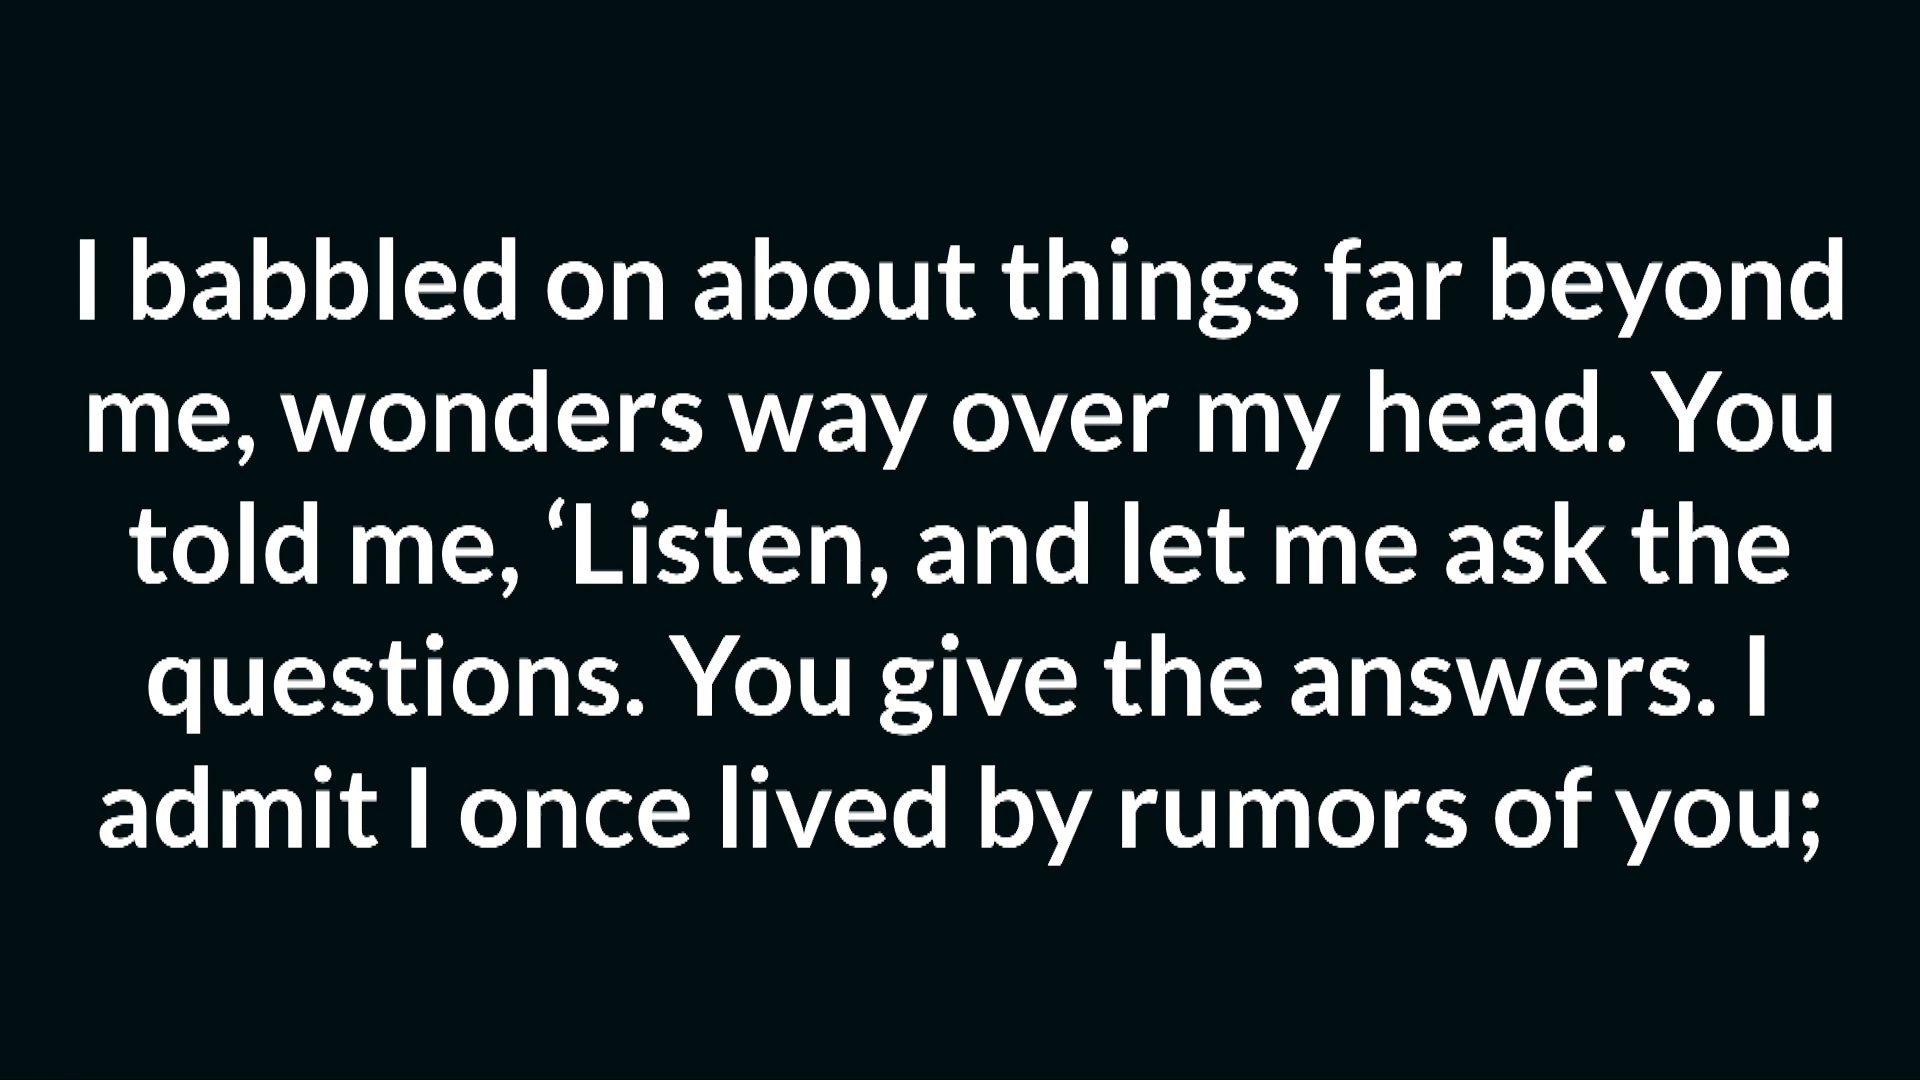 I babbled on about things far beyond
me, wonders way over my head. You
told me, ‘Listen, and let me ask the
questions. You give the answers. I
admit I once lived by rumors of you;